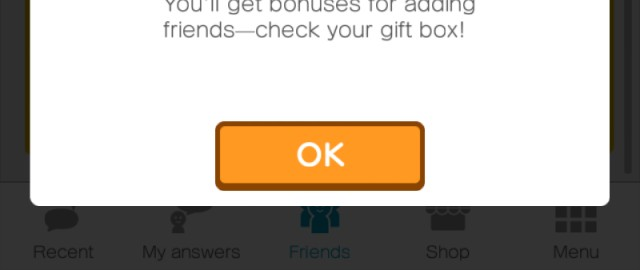 You'll get bonuses for adding
friends—check your gift box!
OK
Recent
My answers
Friends
Shop
Menu